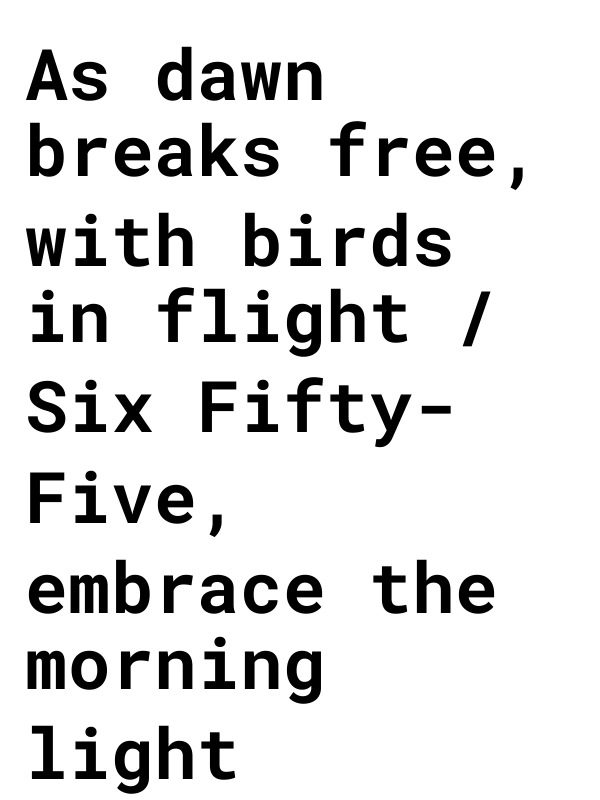 As dawn
breaks free,
with birds
in flight /
Six Fifty-
Five,
embrace the
morning
light